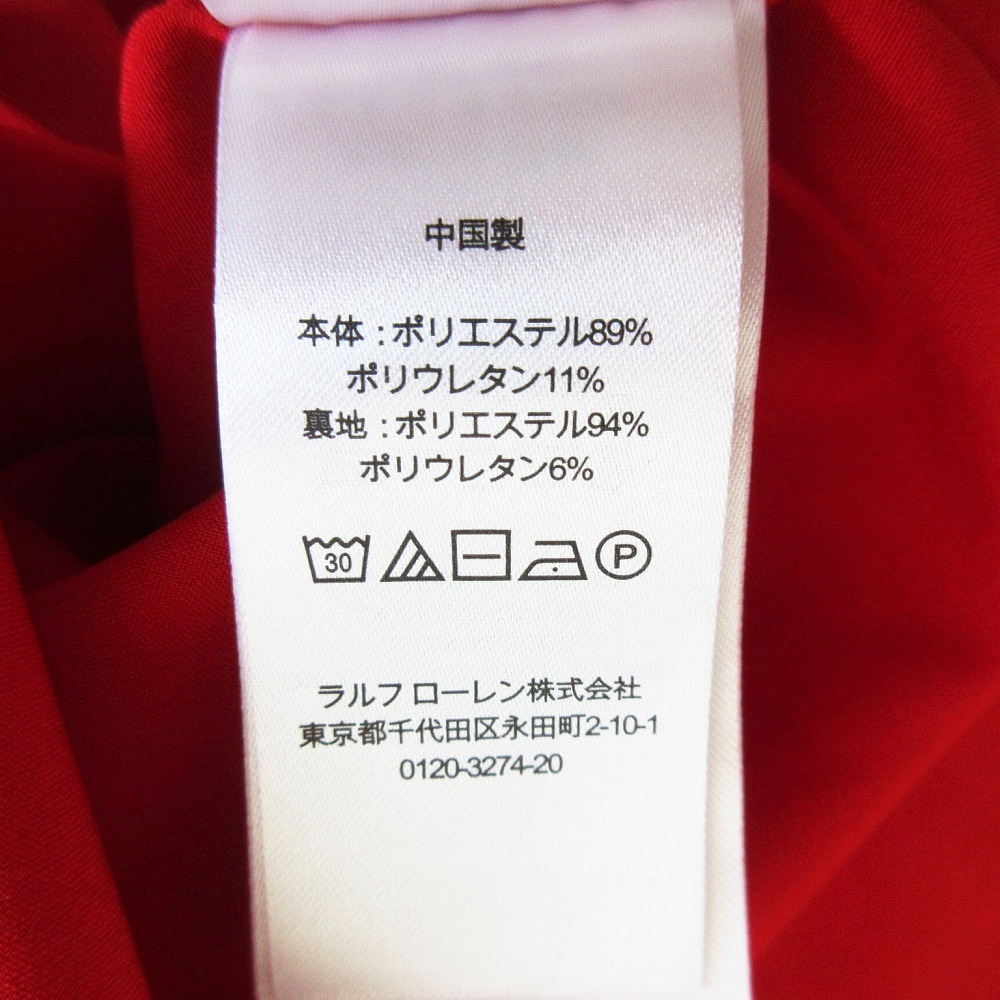 中国製
本体 : ポリエステル89%
ポリウレタン11%
裏地 : ポリエステル94%
ポリウレタン6%
30 P
ラルフ ローレン株式会社
東京都千代田区永田町2-10-1
0120-3274-20